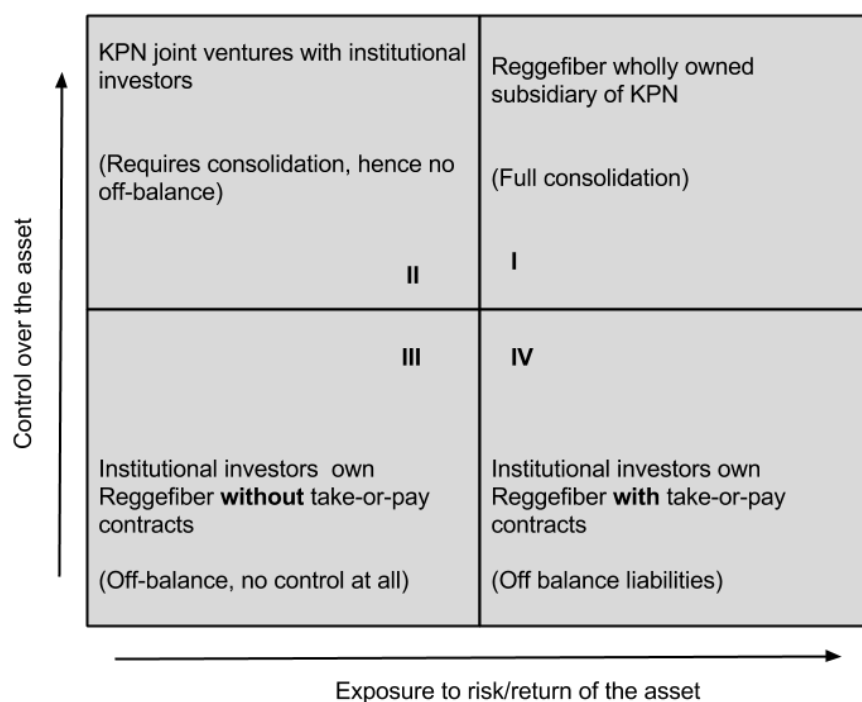 KPN joint ventures with institutional
investors
(Requires consolidation, hence no
off-balance)
II
Reggefiber wholly owned
subsidiary of KPN
(Full consolidation)
I
III
Institutional investors own
Reggefiber without take-or-pay
contracts
(Off-balance, no control at all)
IV
Institutional investors own
Reggefiber with take-or-pay
contracts
(Off balance liabilities)
Control over the asset
Exposure to risk/return of the asset